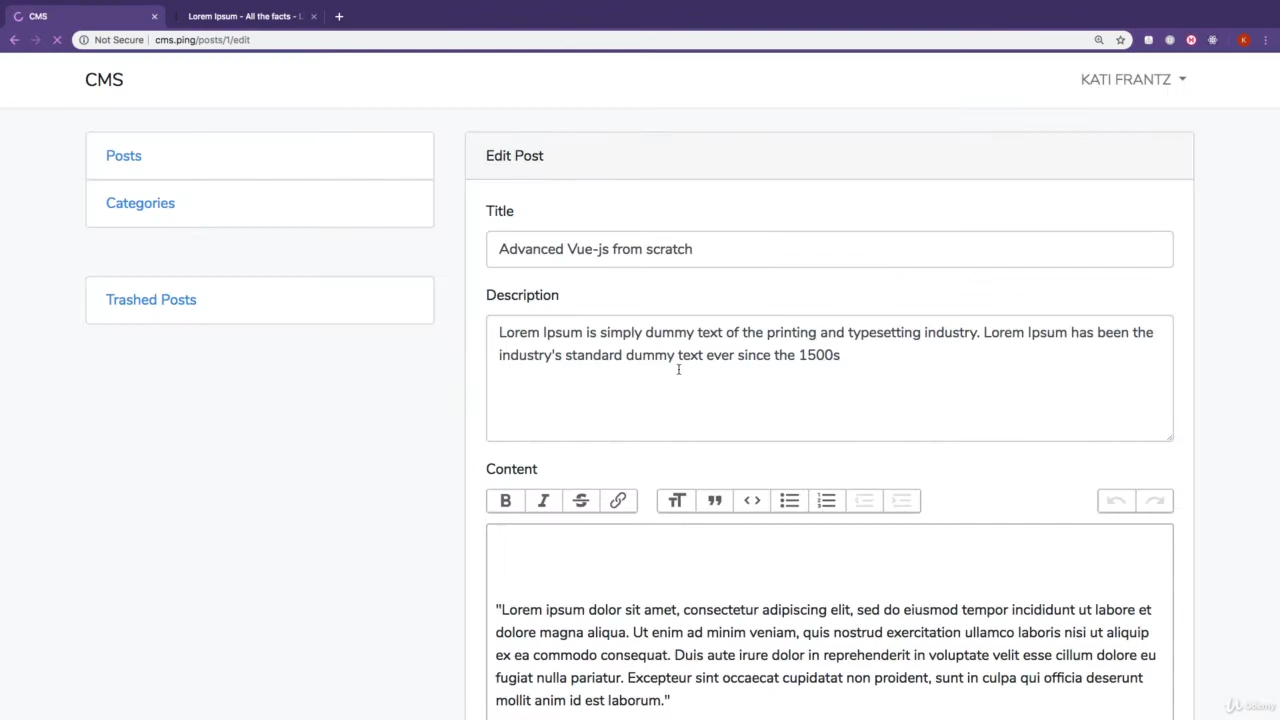 CMS
Lorem Ipsum - All the facts - L
Not Secure
cms.ping/posts/1/edit
K
CMS
KATI FRANTZ
Posts
Categories
Trashed Posts
Edit Post
Title
Advanced Vue-js from scratch
Description
Lorem Ipsum is simply dummy text of the printing and typesetting industry. Lorem Ipsum has been the
industry's standard dummy text ever since the 1500s
Content
"Lorem ipsum dolor sit amet, consectetur adipiscing elit, sed do eiusmod tempor incididunt ut labore et
dolore magna aliqua. Ut enim ad minim veniam, quis nostrud exercitation ullamco laboris nisi ut aliquip
ex ea commodo consequat. Duis aute irure dolor in reprehenderit in voluptate velit esse cillum dolore eu
fugiat nulla pariatur. Excepteur sint occaecat cupidatat non proident, sunt in culpa qui officia deserunt
mollit anim id est laborum."
Udemy